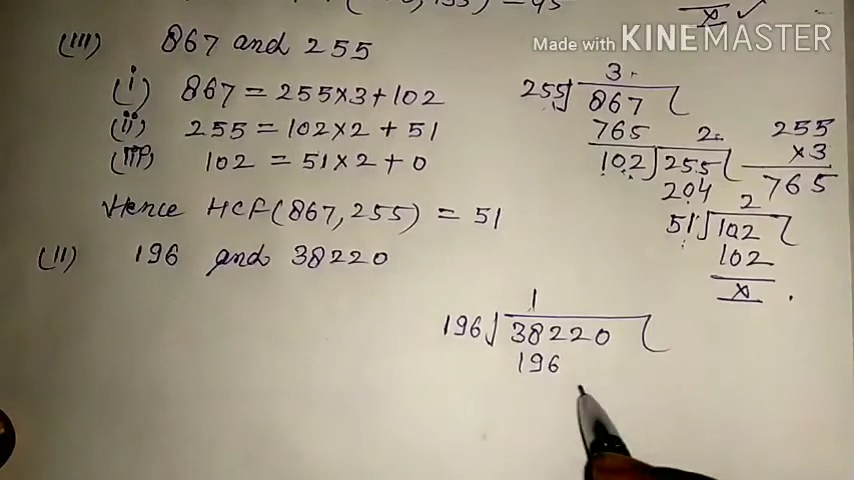 = 45
Made with KINEMASTER
(III) 867 and 255
(i) 867 = 255×3+102
(ii) 255 = 102×2 + 51
(iii) 102 = 51×2+0
Hence HCF(867,255) = 51
(II) 196 and 38220
3
255 867
765 2 255
102 255 ×3
204 765
2
51 102
102
x
1
196 38220
196